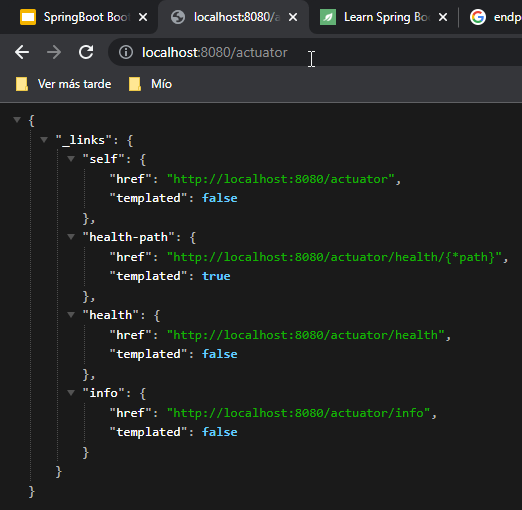 SpringBoot Boot
localhost:8080/a
Learn Spring Bo
endp
localhost:8080/actuator
Ver más tarde
Mío
{
"_links": {
"self": {
"href": "http://localhost:8080/actuator",
"templated": false
},
"health-path": {
"href": "http://localhost:8080/actuator/health/{*path}",
"templated": true
},
"health": {
"href": "http://localhost:8080/actuator/health",
"templated": false
},
"info": {
"href": "http://localhost:8080/actuator/info",
"templated": false
}
}
}